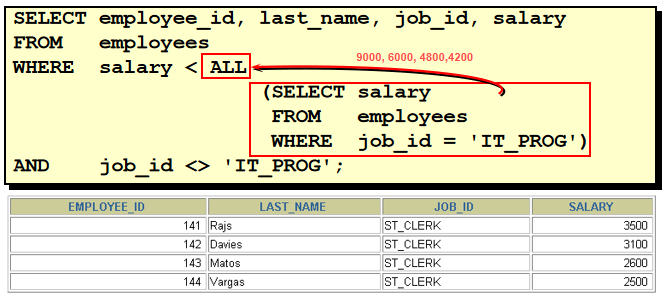 SELECT employee_id, last_name, job_id, salary
FROM employees
WHERE salary < ALL
9000, 6000, 4800,4200
(SELECT salary
FROM employees
WHERE job_id = 'IT_PROG')
AND job_id <> 'IT_PROG';
EMPLOYEE_ID LAST_NAME JOB_ID SALARY
141 Rajs ST_CLERK 3500
142 Davies ST_CLERK 3100
143 Matos ST_CLERK 2600
144 Vargas ST_CLERK 2500